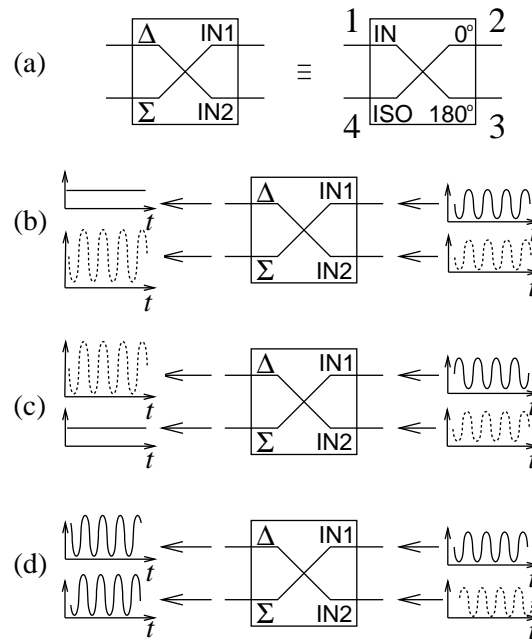 1 2
(a) Δ IN1 ≡ IN 0°
Σ IN2 ISO 180°
4 3
(b) Δ IN1
t t
Σ IN2
t t
(c) Δ IN1
t t
Σ IN2
t t
(d) Δ IN1
t t
Σ IN2
t t